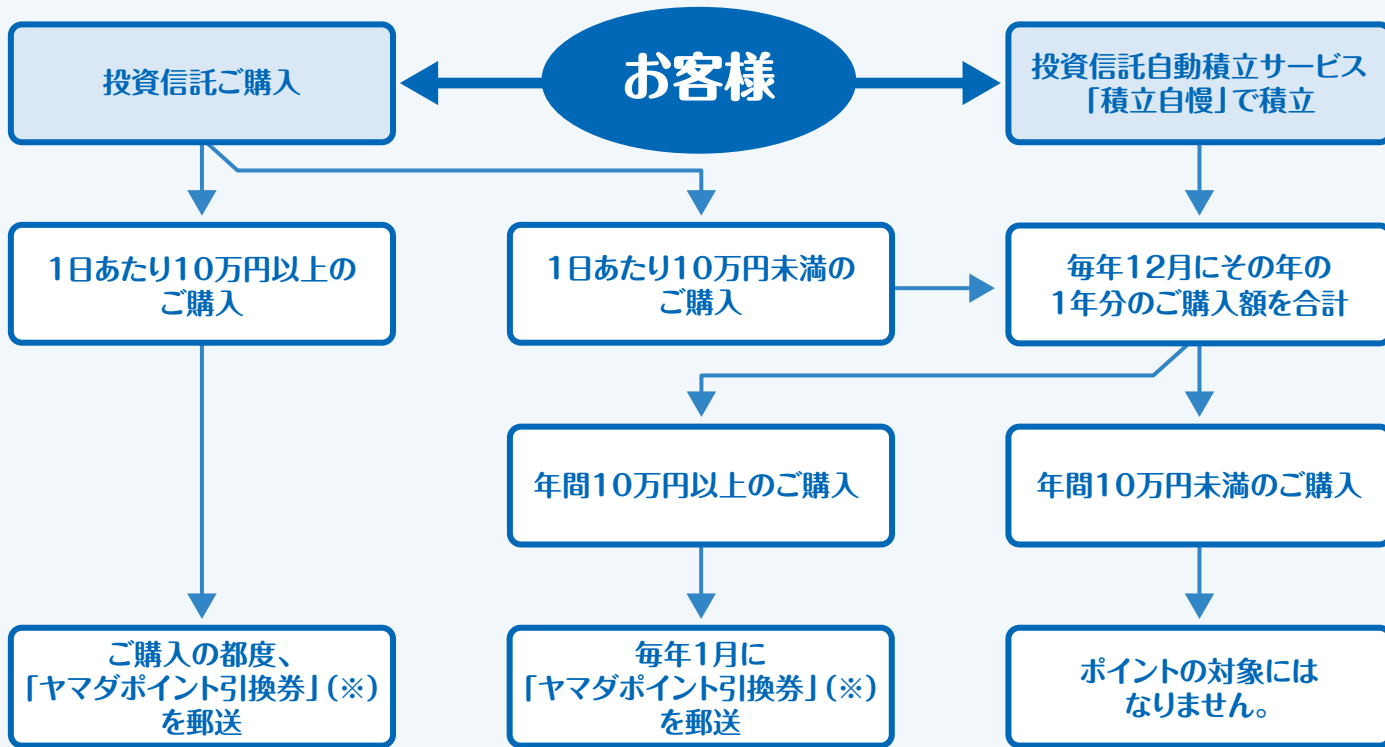 お客様
投資信託ご購入
投資信託自動積立サービス
「積立自慢」で積立
1日あたり10万円以上の
ご購入
1日あたり10万円未満の
ご購入
毎年12月にその年の
1年分のご購入額を合計
年間10万円以上のご購入
年間10万円未満のご購入
ご購入の都度、
「ヤマダポイント引換券」(※)
を郵送
毎年1月に
「ヤマダポイント引換券」(※)
を郵送
ポイントの対象には
なりません。